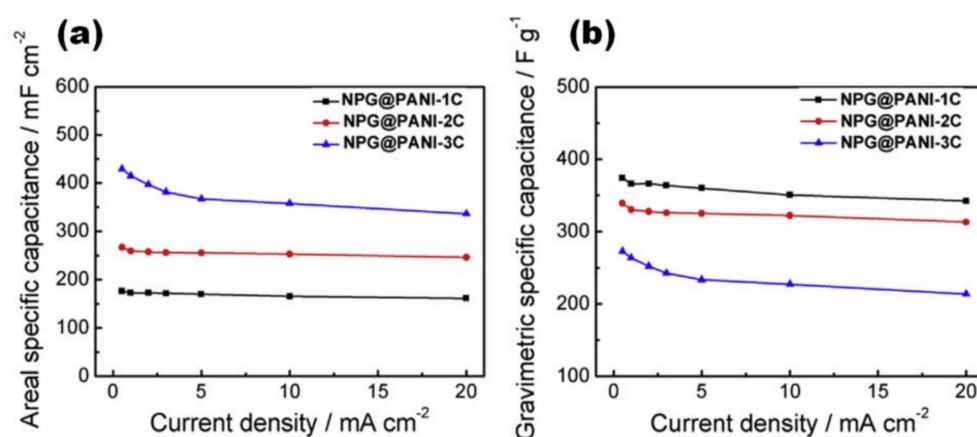 (a)
Areal specific capacitance / mF cm⁻²
600
500
400
300
200
100
0
NPG@PANI-1C
NPG@PANI-2C
NPG@PANI-3C
0 5 10 15 20
Current density / mA cm⁻²
(b)
Gravimetric specific capacitance / F g⁻¹
500
400
300
200
100
NPG@PANI-1C
NPG@PANI-2C
NPG@PANI-3C
0 5 10 15 20
Current density / mA cm⁻²